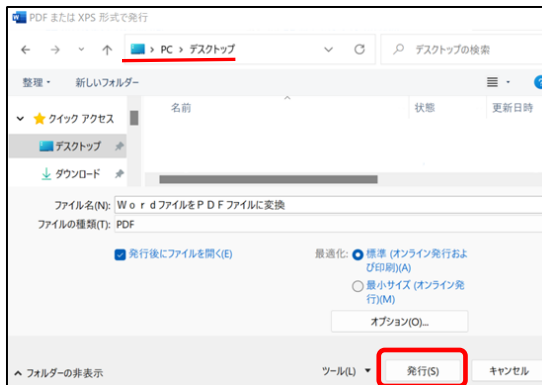 PDF または XPS 形式で発行
PC › デスクトップ
デスクトップの検索
整理
新しいフォルダー
名前
状態
更新日時
クイック アクセス
デスクトップ
ダウンロード
ファイル名(N): ＷｏｒｄファイルをＰＤＦファイルに変換
ファイルの種類(T): PDF
発行後にファイルを開く(E)
最適化: 標準 (オンライン発行およ
び印刷)(A)
最小サイズ (オンライン発
行)(M)
オプション(O)...
フォルダーの非表示
ツール(L)
発行(S)
キャンセル